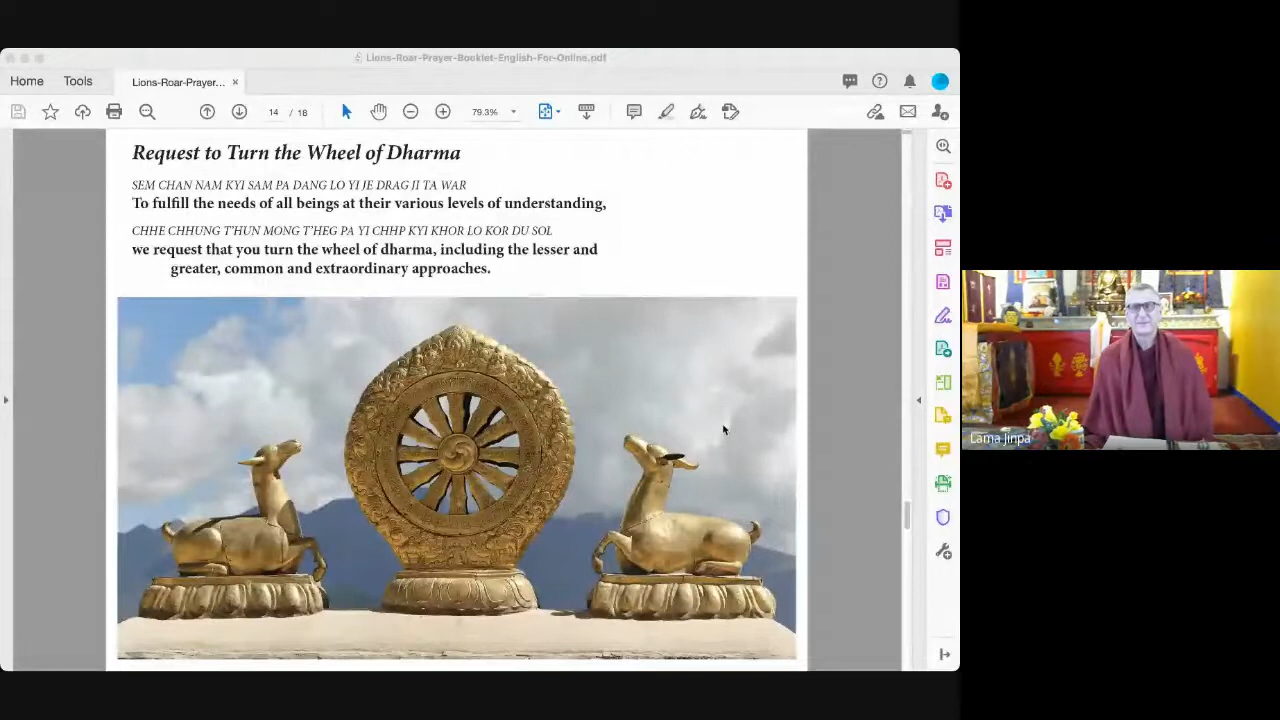 Lions-Roar-Prayer-Booklet-English-For-Online.pdf
Home Tools Lions-Roar-Prayer... ×
14 / 18 79.3%
Request to Turn the Wheel of Dharma
SEM CHAN NAM KYI SAM PA DANG LO YI JE DRAG JI TA WAR
To fulfill the needs of all beings at their various levels of understanding,
CHHE CHHUNG T'HUN MONG T'HEG PA YI CHHP KYI KHOR LO KOR DU SOL
we request that you turn the wheel of dharma, including the lesser and
greater, common and extraordinary approaches.
Lama Jinpa